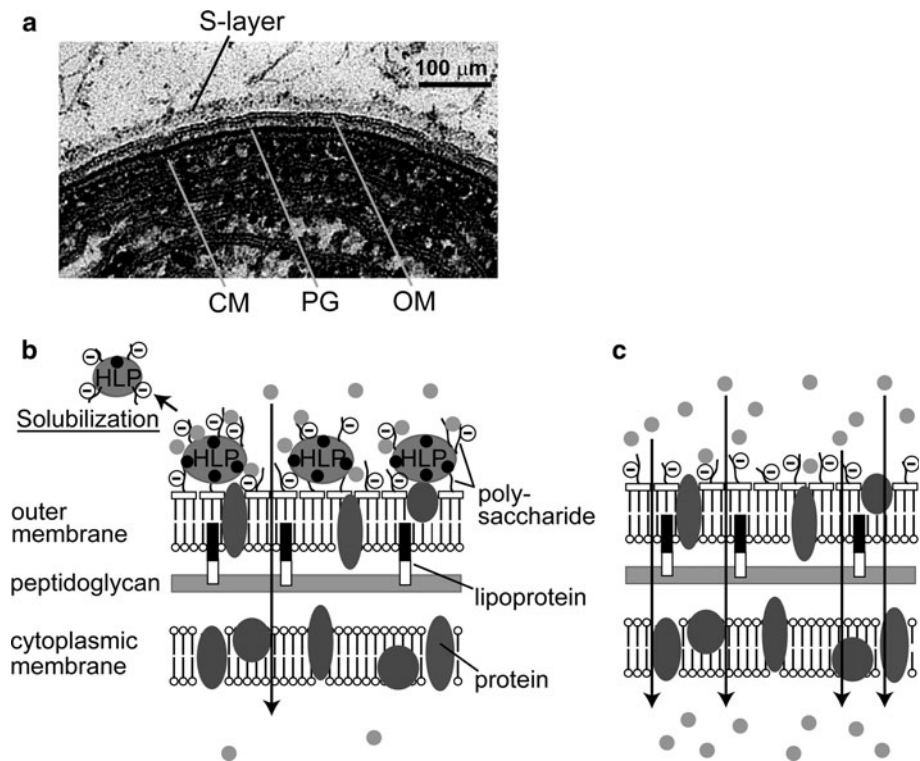 a
S-layer
100 μm
CM
PG
OM
b
HLP
Solubilization
HLP
HLP
HLP
poly-
saccharide
outer
membrane
peptidoglycan
lipoprotein
cytoplasmic
membrane
protein
c